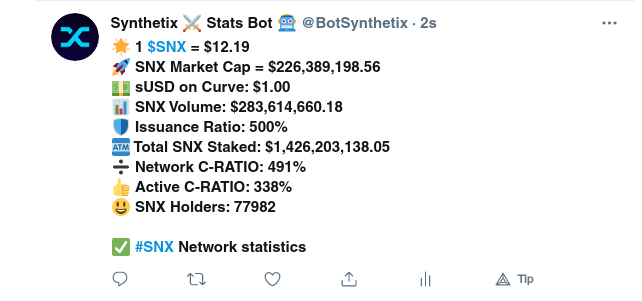 Synthetix ⚔️ Stats Bot 🤖 @BotSynthetix · 2s
🌟 1 $SNX = $12.19
🚀 SNX Market Cap = $226,389,198.56
💵 sUSD on Curve: $1.00
📊 SNX Volume: $283,614,660.18
🛡️ Issuance Ratio: 500%
🏧 Total SNX Staked: $1,426,203,138.05
➗ Network C-RATIO: 491%
👍 Active C-RATIO: 338%
😃 SNX Holders: 77982
✅ #SNX Network statistics
Tip